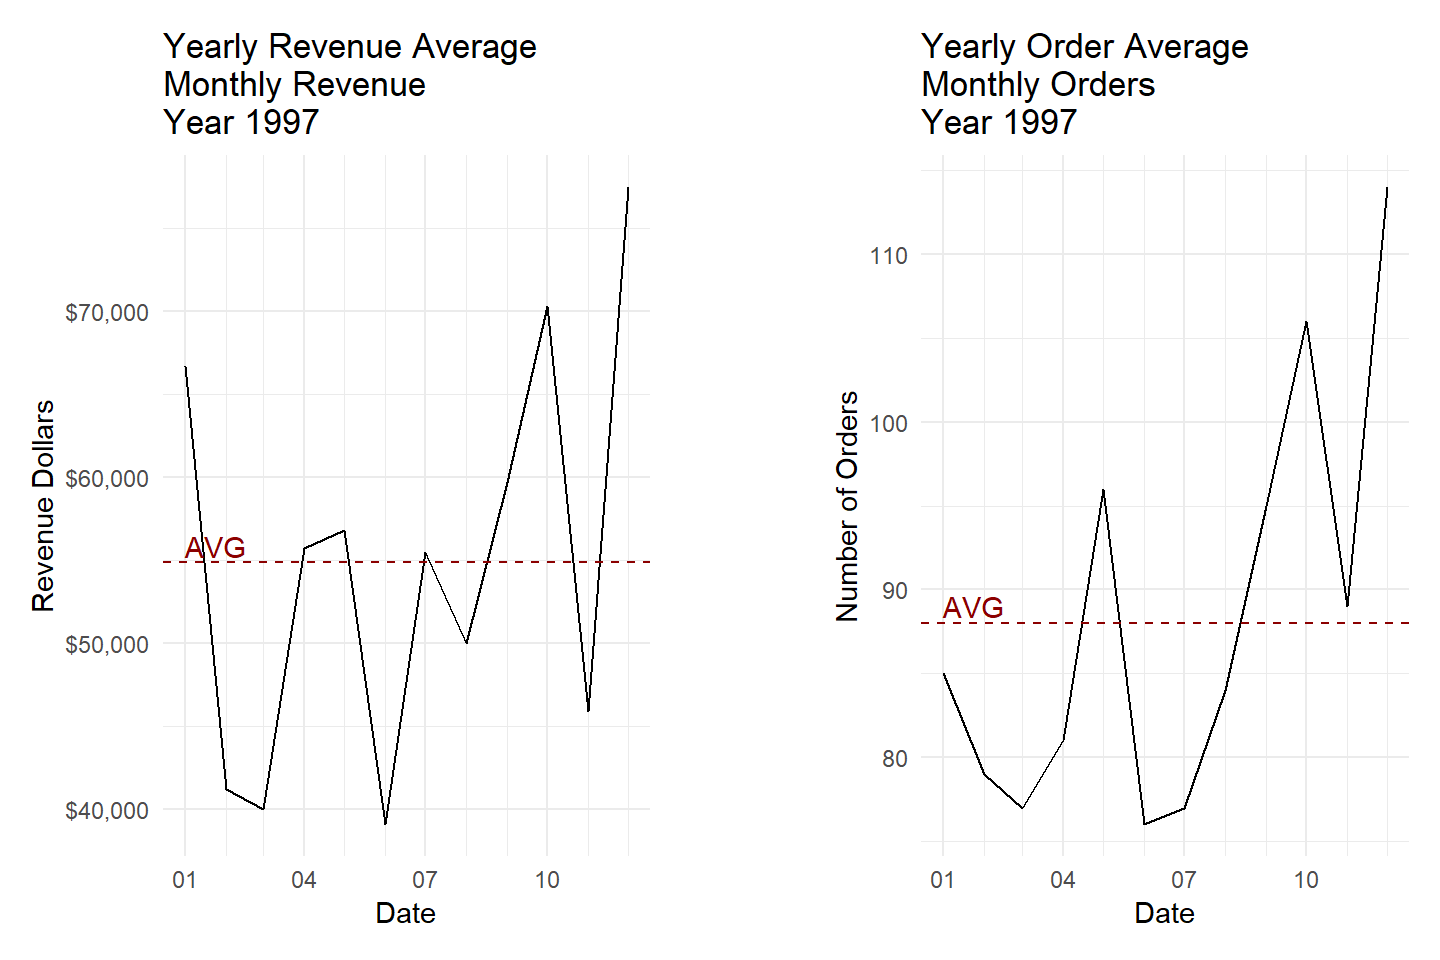 Yearly Revenue Average
Monthly Revenue
Year 1997
$70,000
$60,000
$50,000
$40,000
Revenue Dollars
AVG
01 04 07 10
Date
Yearly Order Average
Monthly Orders
Year 1997
110
100
90
80
Number of Orders
AVG
01 04 07 10
Date